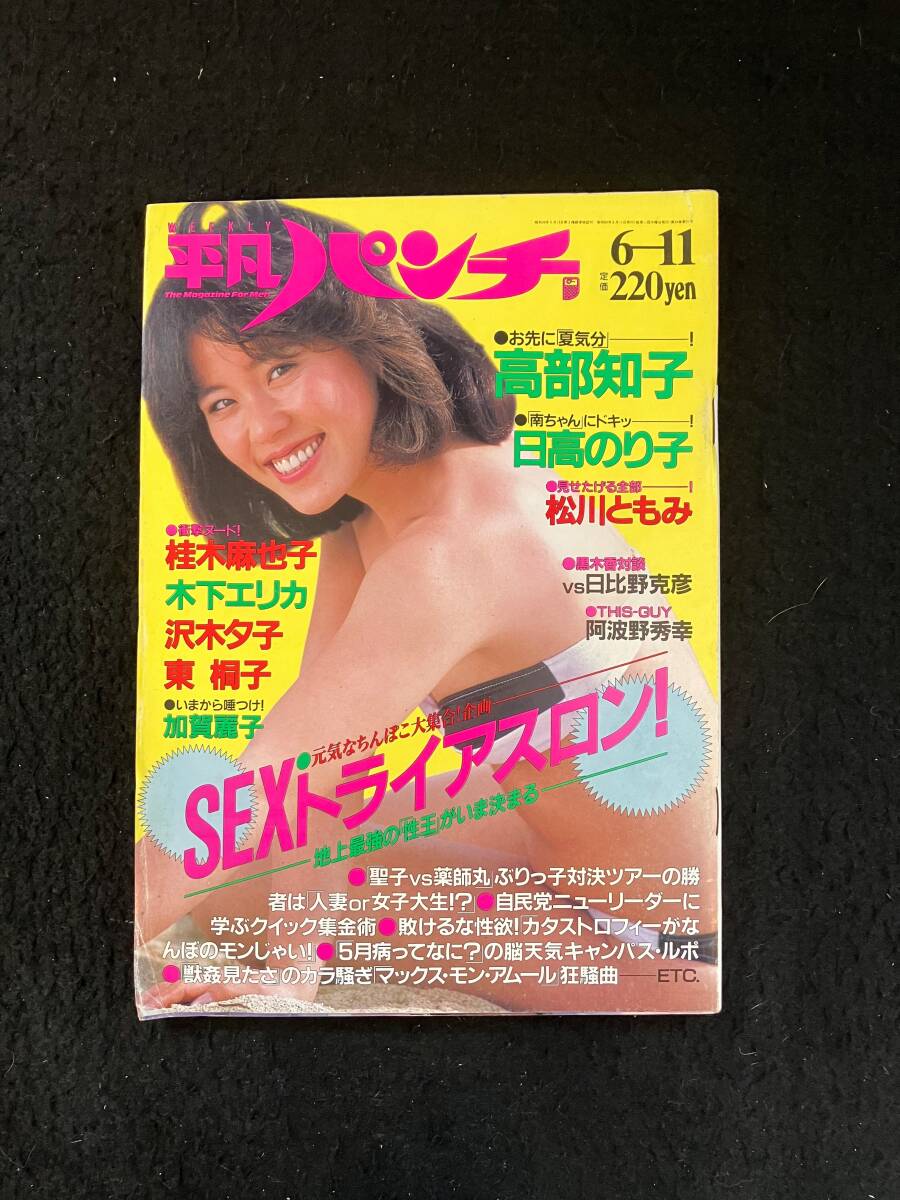 WEEKLY
平凡パンチ
The Magazine For Men
6—11
定価
220yen
●お先に「夏気分」———!
高部知子
●「南ちゃん」にドキッ———!
日高のり子
●見せたげる全部———!
松川ともみ
●黒木香対談
vs日比野克彦
●THIS-GUY
阿波野秀幸
●衝撃ヌード!
桂木麻也子
木下エリカ
沢木夕子
東 桐子
●いまから唾つけ!
加賀麗子
●元気なちんぽこ大集合!企画
SEXトライアスロン!
地上最強の「性王」がいま決まる
●「聖子vs薬師丸」ぶりっ子対決ツアーの勝
者は「人妻or女子大生!?」●自民党ニューリーダーに
学ぶクイック集金術●敗けるな性欲!「カタストロフィーがな
んぼのモンじゃい!」●「5月病ってなに?」の脳天気キャンパス・ルポ
●「獣姦見たさ」のカラ騒ぎ「マックス・モン・アムール」狂騒曲——ETC.